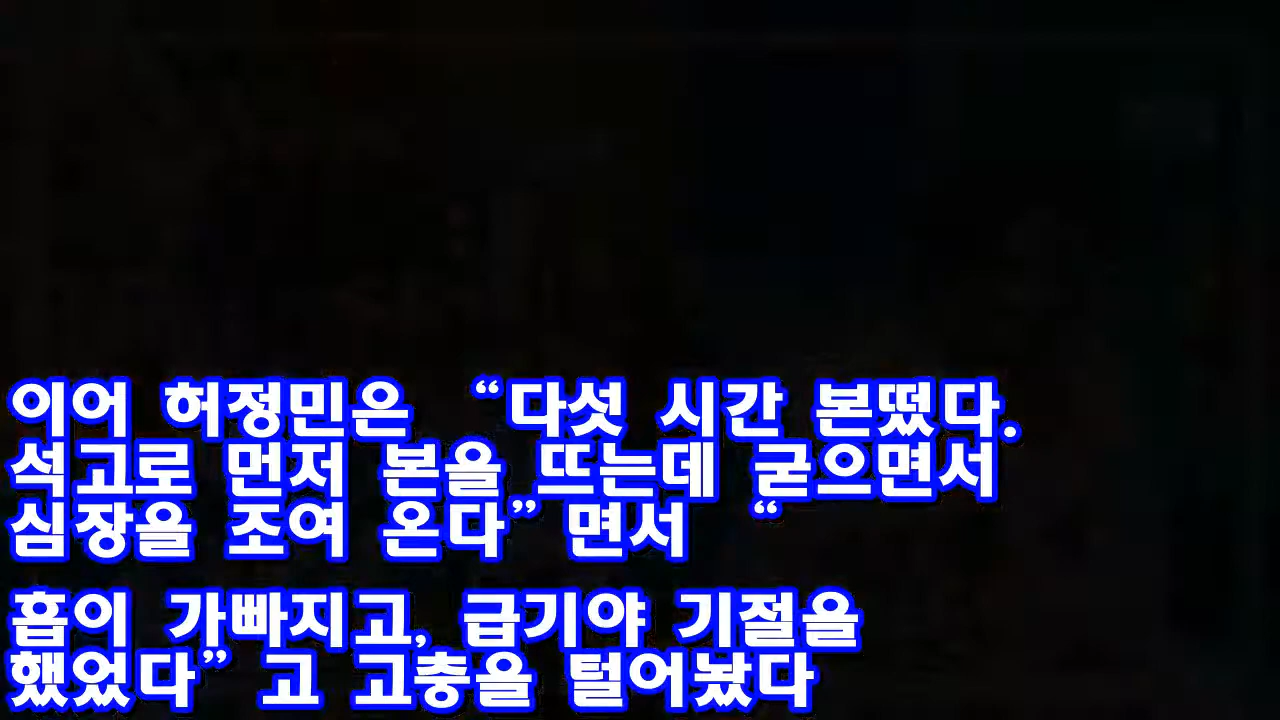 이어 허정민은 “다섯 시간 본떴다.
석고로 먼저 본을 뜨는데 굳으면서
심장을 조여 온다” 면서 “
흡이 가빠지고, 급기야 기절을
했었다” 고 고충을 털어놨다